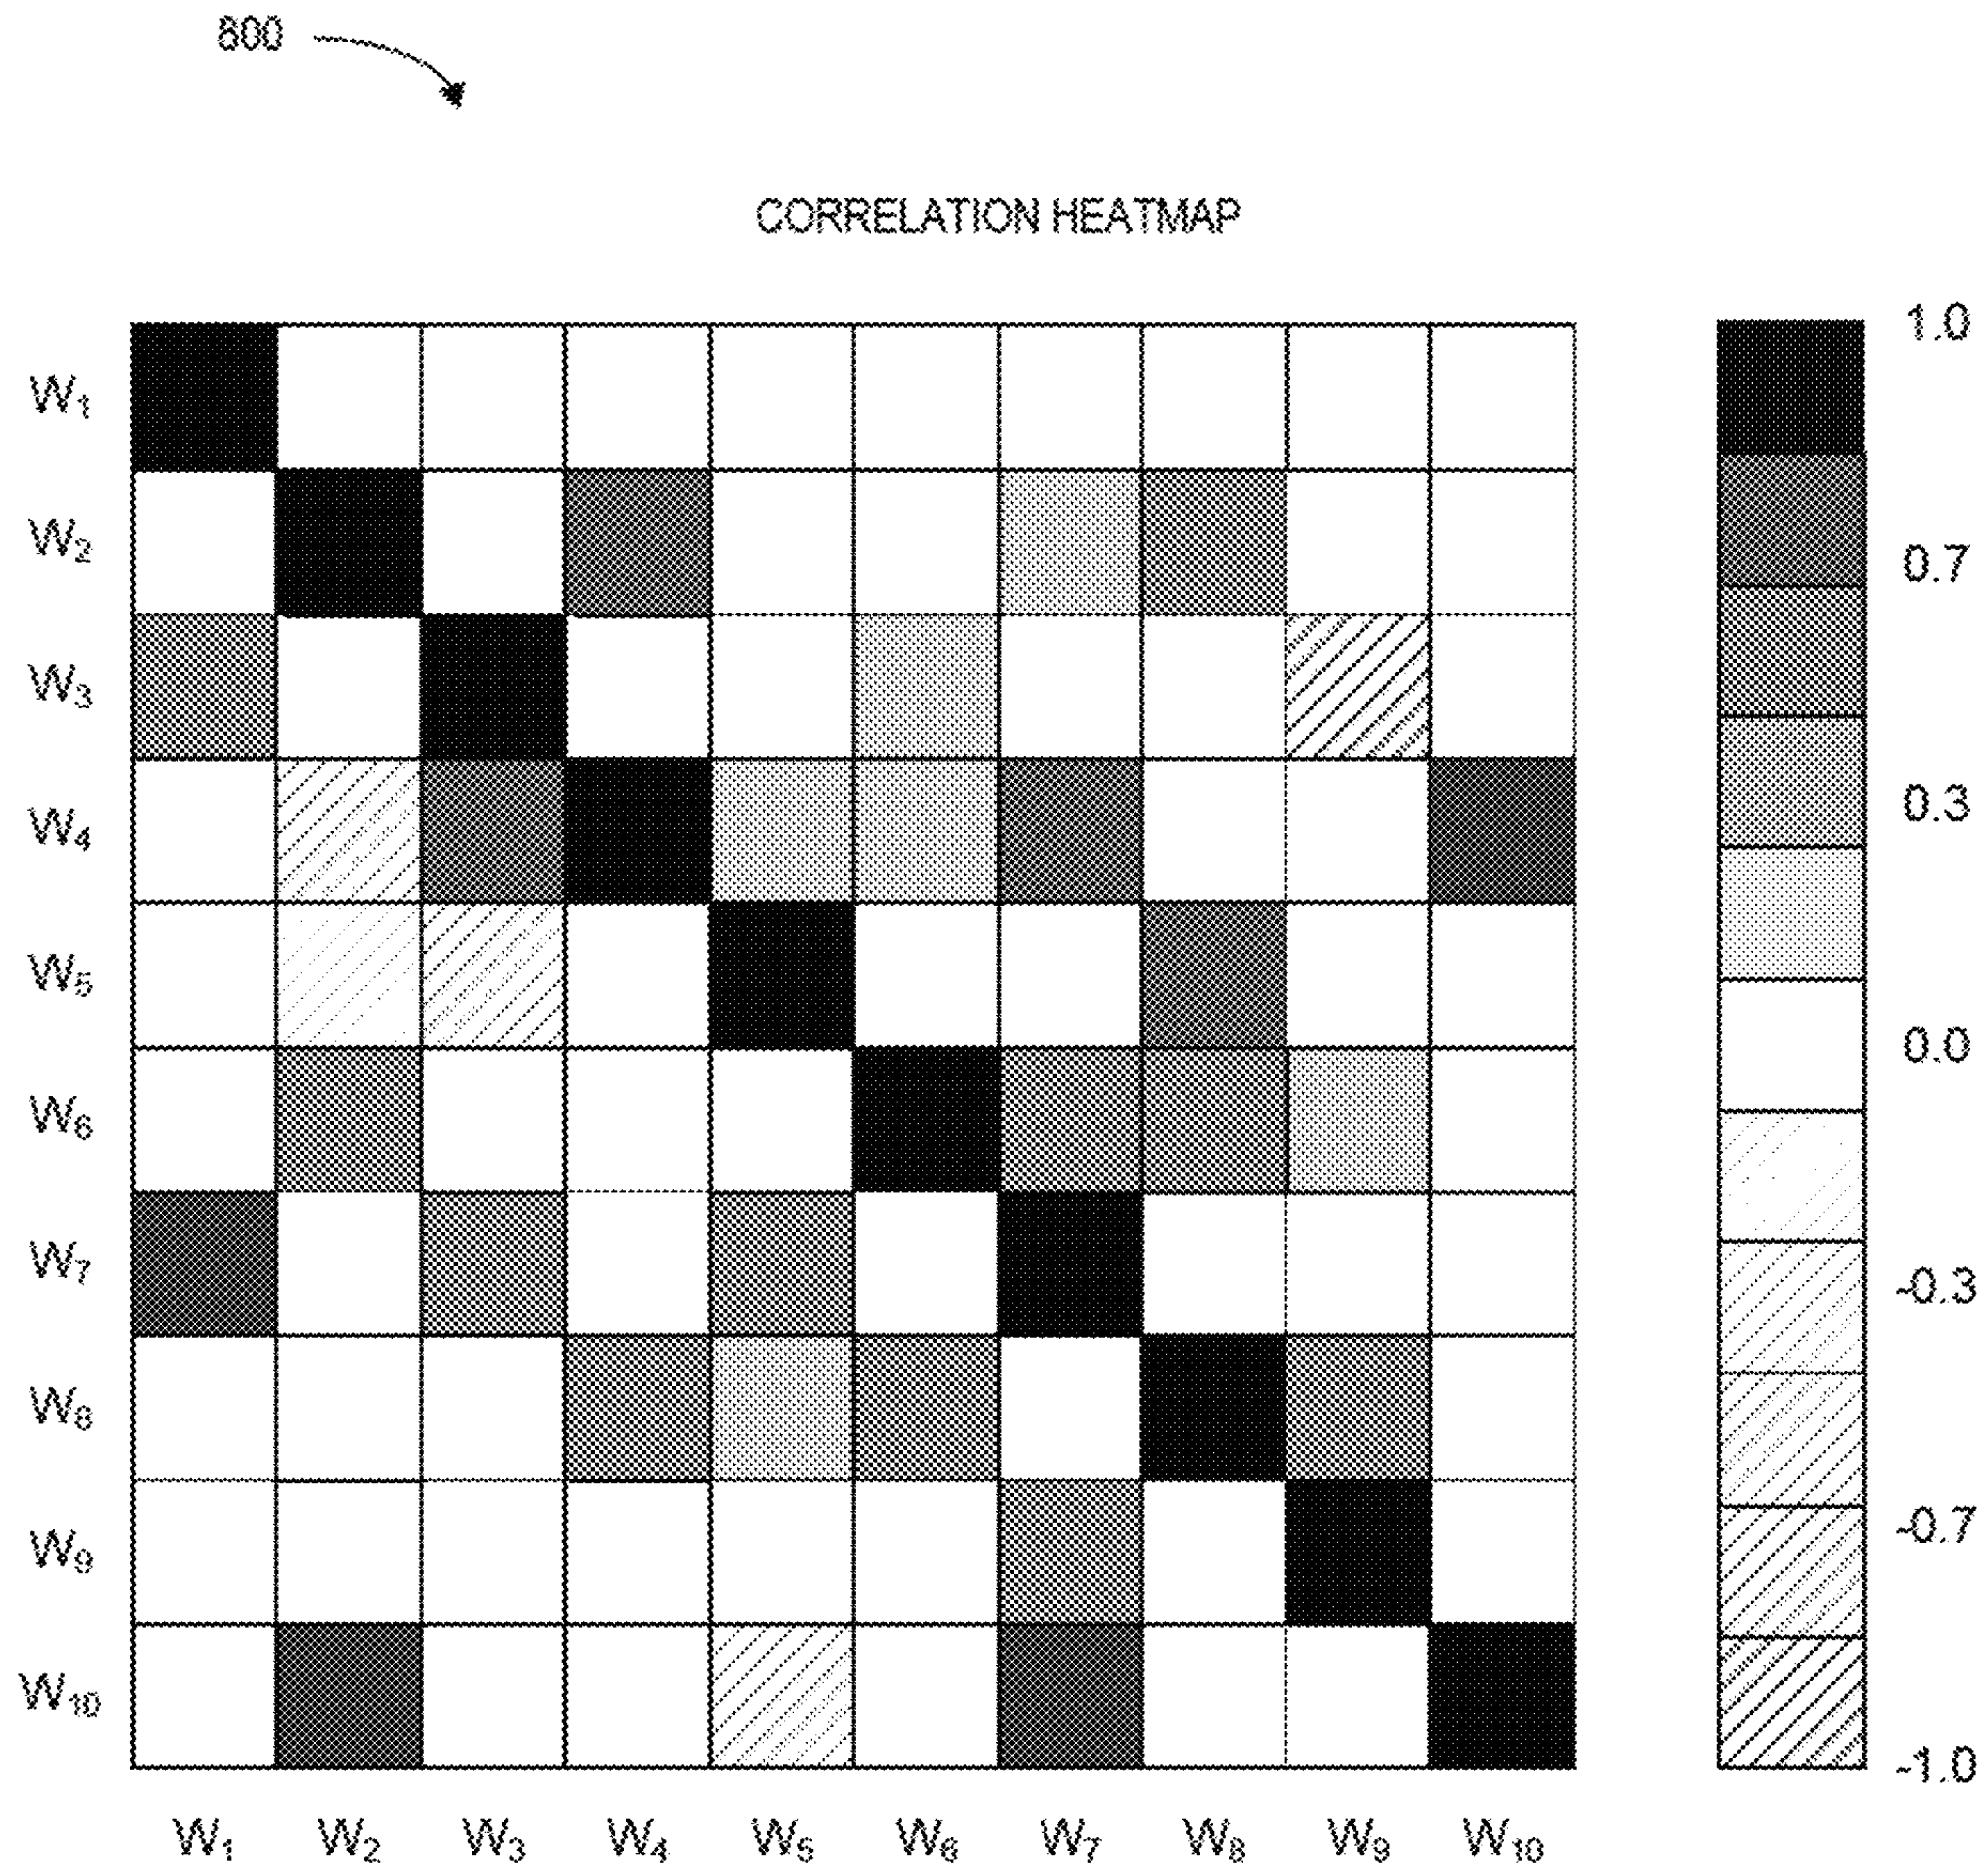 600
CORRELATION HEATMAP
1.0
W₁
W₂
0.7
W₃
W₄
0.3
W₅
0.0
W₆
W₇
-0.3
W₈
W₉
-0.7
W₁₀
-1.0
W₁ W₂ W₃ W₄ W₅ W₆ W₇ W₈ W₉ W₁₀